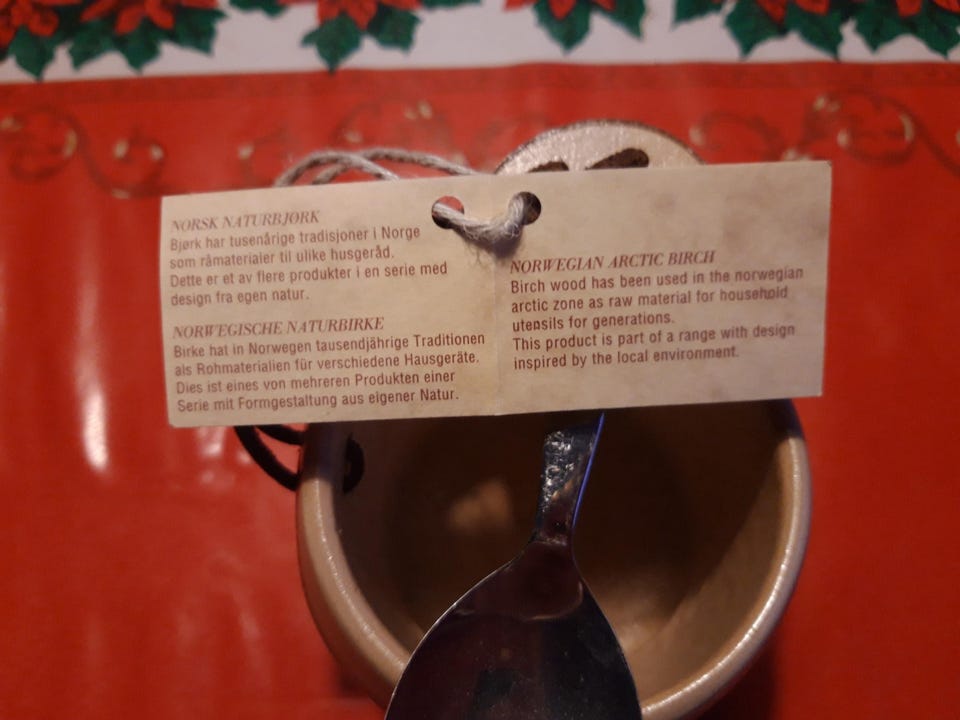 NORSK NATURBJØRK
Bjørk har tusenårige tradisjoner i Norge
som råmaterialer til ulike husgeråd.
Dette er et av flere produkter i en serie med
design fra egen natur.
NORWEGISCHE NATURBIRKE
Birke hat in Norwegen tausendjährige Traditionen
als Rohmaterialien für verschiedene Hausgeräte.
Dies ist eines von mehreren Produkten einer
Serie mit Formgestaltung aus eigener Natur.
NORWEGIAN ARCTIC BIRCH
Birch wood has been used in the norwegian
arctic zone as raw material for household
utensils for generations.
This product is part of a range with design
inspired by the local environment.